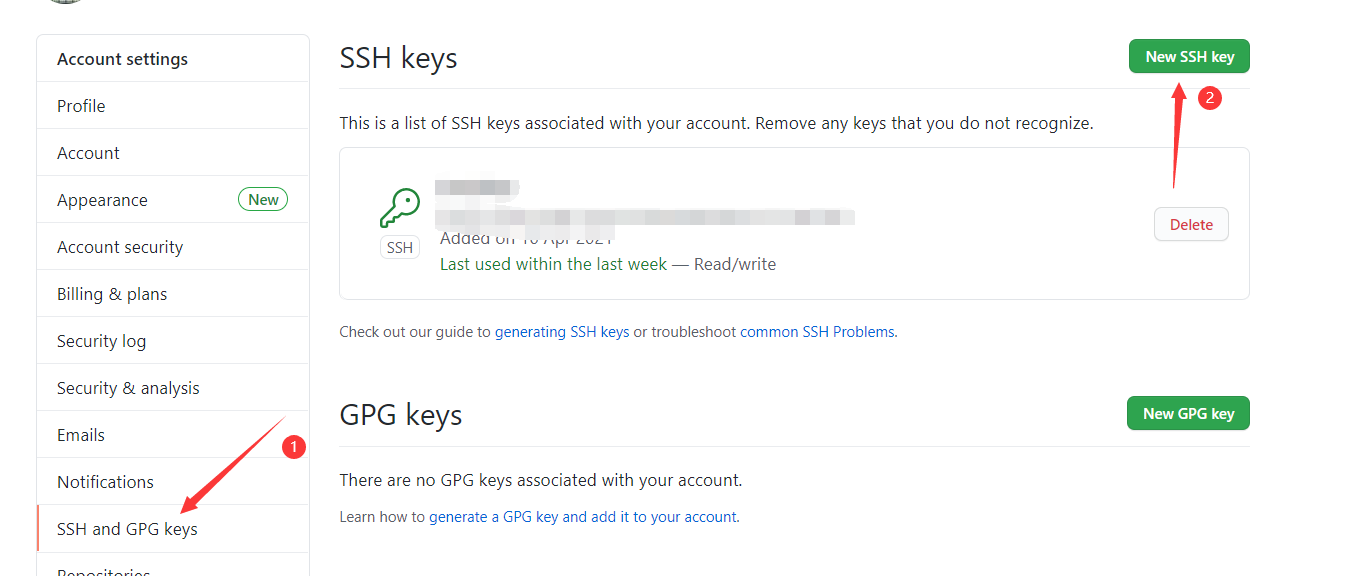 Account settings
Profile
Account
Appearance New
Account security
Billing & plans
Security log
Security & analysis
Emails
1
Notifications
SSH and GPG keys
Repositories
SSH keys
New SSH key
2
This is a list of SSH keys associated with your account. Remove any keys that you do not recognize.
SSH
Added on 10 Apr 2021
Last used within the last week — Read/write
Delete
Check out our guide to generating SSH keys or troubleshoot common SSH Problems.
GPG keys
New GPG key
There are no GPG keys associated with your account.
Learn how to generate a GPG key and add it to your account.